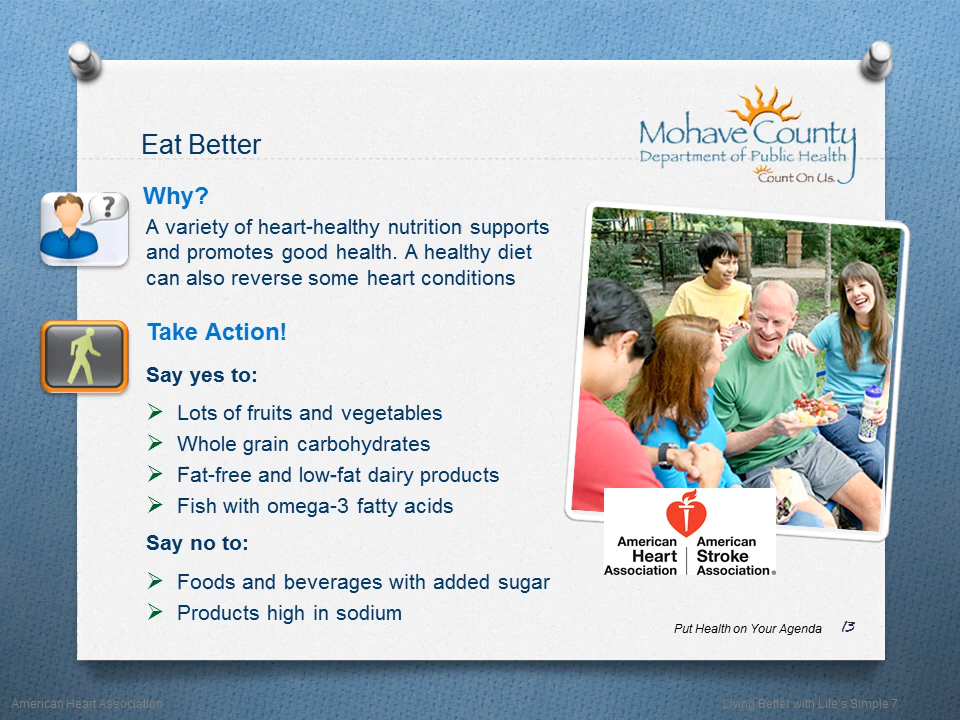 Eat Better
Mohave County
Department of Public Health
Count On Us.
Why?
?
A variety of heart-healthy nutrition supports
and promotes good health. A healthy diet
can also reverse some heart conditions
Take Action!
Say yes to:
Lots of fruits and vegetables
Whole grain carbohydrates
Fat-free and low-fat dairy products
Fish with omega-3 fatty acids
Say no to:
Foods and beverages with added sugar
Products high in sodium
American Heart Association
American Stroke Association®
Put Health on Your Agenda 13
American Heart Association
Living Better with Life's Simple 7